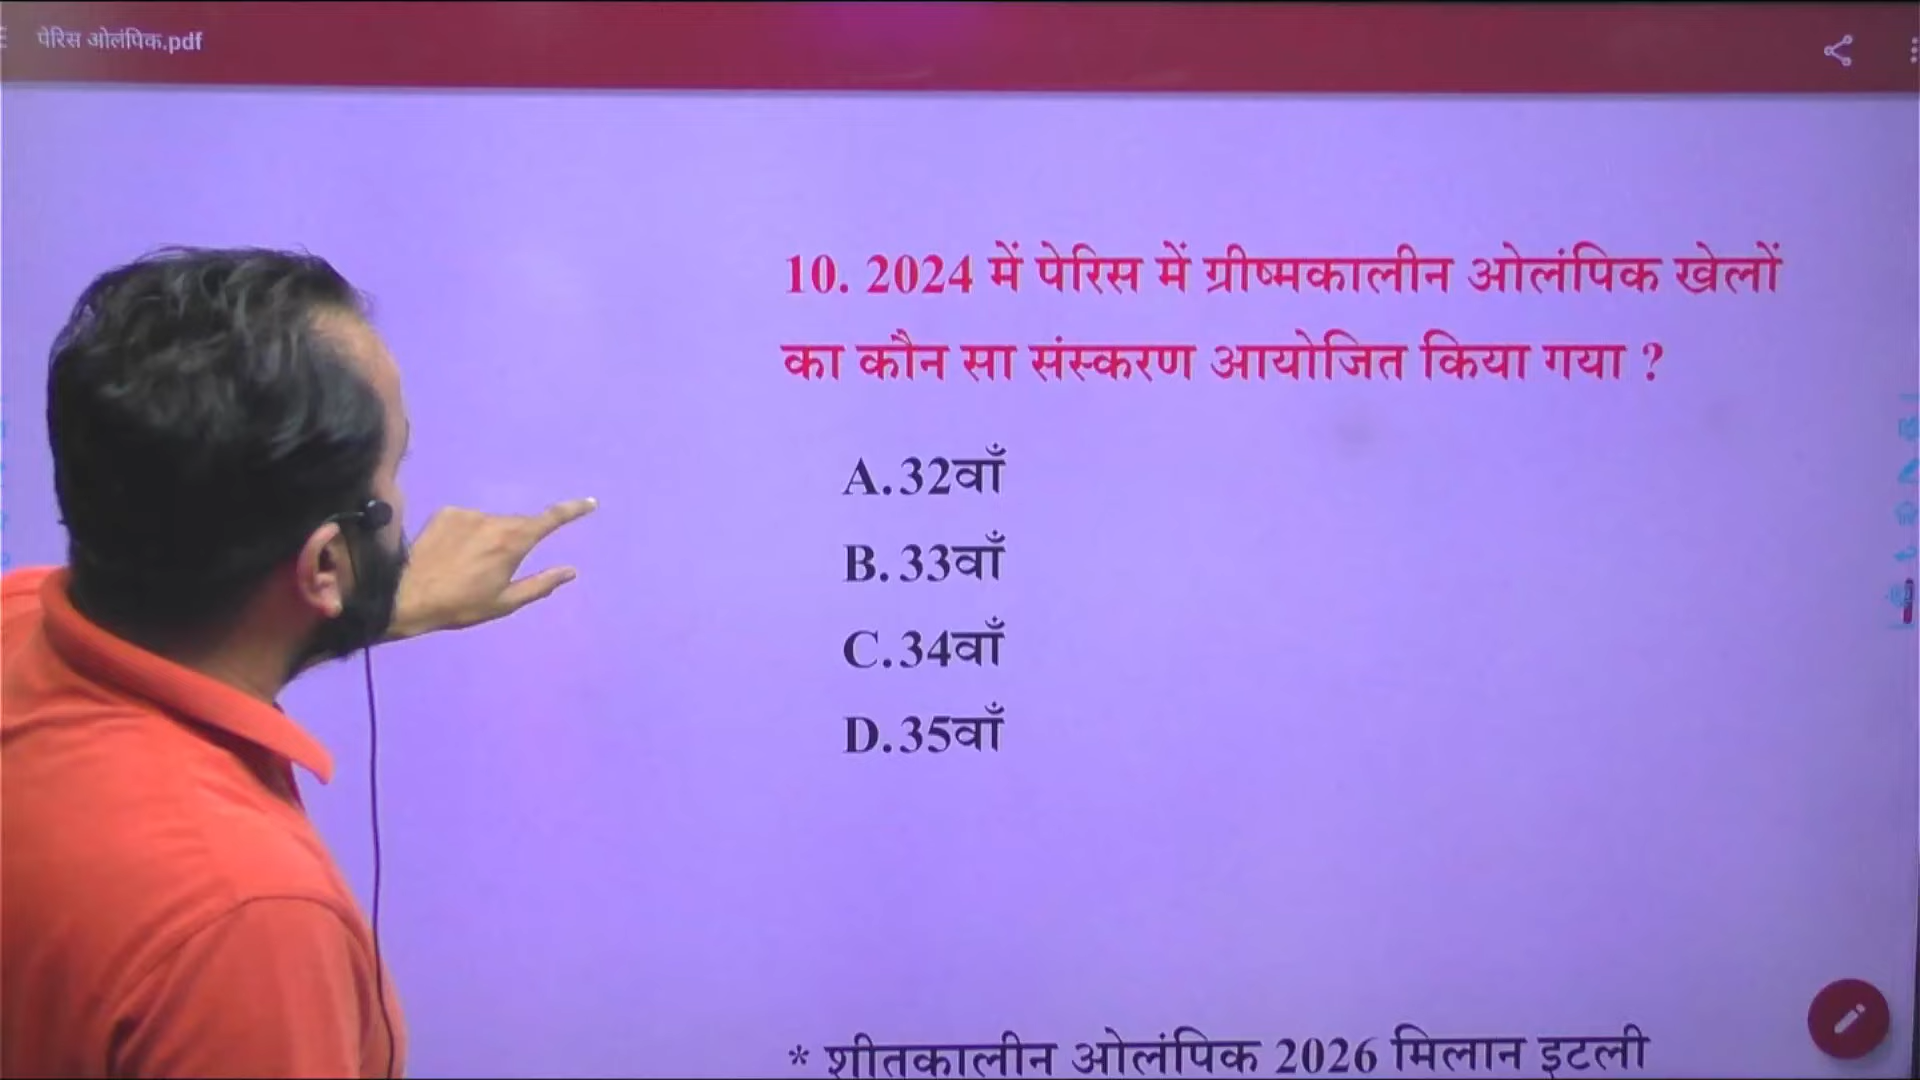 पेरिस ओलंपिक.pdf
10. 2024 में पेरिस में ग्रीष्मकालीन ओलंपिक खेलों
का कौन सा संस्करण आयोजित किया गया ?
A.32वाँ
B.33वाँ
C.34वाँ
D.35वाँ
* शीतकालीन ओलंपिक 2026 मिलान इटली